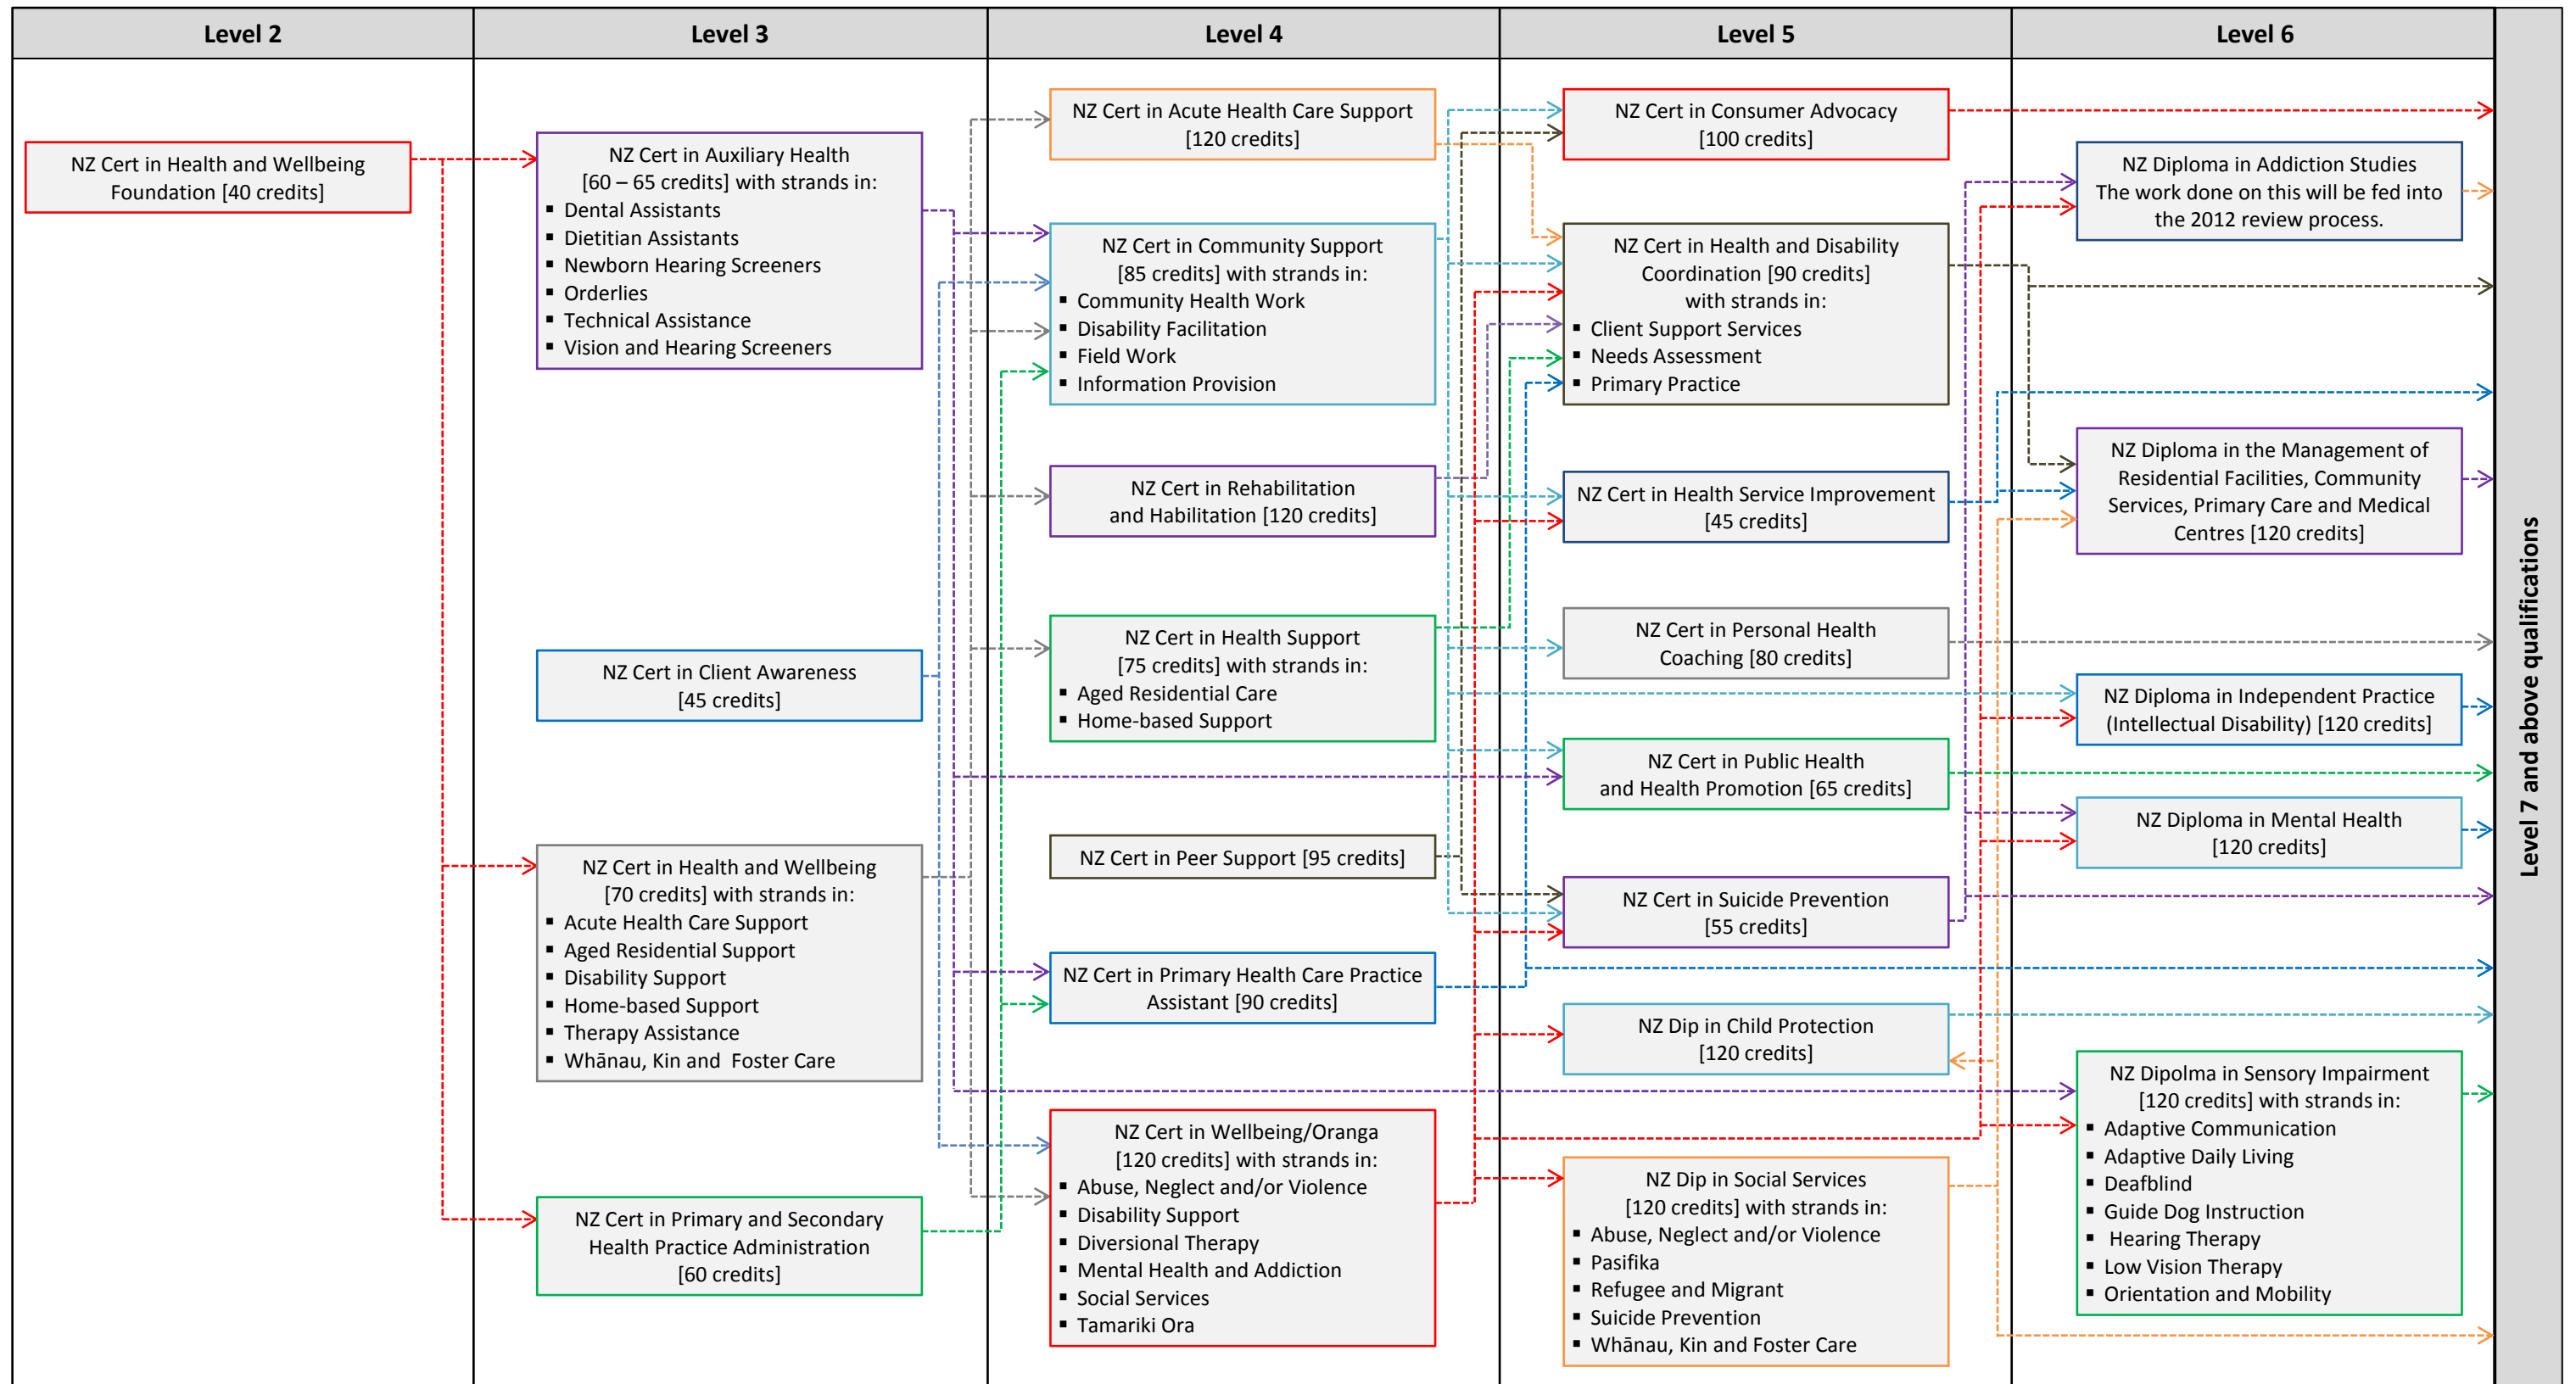 Level 2
Level 3
Level 4
Level 5
Level 6
Level 7 and above qualifications
NZ Cert in Health and Wellbeing
Foundation [40 credits]
NZ Cert in Auxiliary Health
[60 – 65 credits] with strands in:
▪ Dental Assistants
▪ Dietitian Assistants
▪ Newborn Hearing Screeners
▪ Orderlies
▪ Technical Assistance
▪ Vision and Hearing Screeners
NZ Cert in Client Awareness
[45 credits]
NZ Cert in Health and Wellbeing
[70 credits] with strands in:
▪ Acute Health Care Support
▪ Aged Residential Support
▪ Disability Support
▪ Home-based Support
▪ Therapy Assistance
▪ Whānau, Kin and Foster Care
NZ Cert in Primary and Secondary
Health Practice Administration
[60 credits]
NZ Cert in Acute Health Care Support
[120 credits]
NZ Cert in Community Support
[85 credits] with strands in:
▪ Community Health Work
▪ Disability Facilitation
▪ Field Work
▪ Information Provision
NZ Cert in Rehabilitation
and Habilitation [120 credits]
NZ Cert in Health Support
[75 credits] with strands in:
▪ Aged Residential Care
▪ Home-based Support
NZ Cert in Peer Support [95 credits]
NZ Cert in Primary Health Care Practice
Assistant [90 credits]
NZ Cert in Wellbeing/Oranga
[120 credits] with strands in:
▪ Abuse, Neglect and/or Violence
▪ Disability Support
▪ Diversional Therapy
▪ Mental Health and Addiction
▪ Social Services
▪ Tamariki Ora
NZ Cert in Consumer Advocacy
[100 credits]
NZ Cert in Health and Disability
Coordination [90 credits]
with strands in:
▪ Client Support Services
▪ Needs Assessment
▪ Primary Practice
NZ Cert in Health Service Improvement
[45 credits]
NZ Cert in Personal Health
Coaching [80 credits]
NZ Cert in Public Health
and Health Promotion [65 credits]
NZ Cert in Suicide Prevention
[55 credits]
NZ Dip in Child Protection
[120 credits]
NZ Dip in Social Services
[120 credits] with strands in:
▪ Abuse, Neglect and/or Violence
▪ Pasifika
▪ Refugee and Migrant
▪ Suicide Prevention
▪ Whānau, Kin and Foster Care
NZ Diploma in Addiction Studies
The work done on this will be fed into
the 2012 review process.
NZ Diploma in the Management of
Residential Facilities, Community
Services, Primary Care and Medical
Centres [120 credits]
NZ Diploma in Independent Practice
(Intellectual Disability) [120 credits]
NZ Diploma in Mental Health
[120 credits]
NZ Dipolma in Sensory Impairment
[120 credits] with strands in:
▪ Adaptive Communication
▪ Adaptive Daily Living
▪ Deafblind
▪ Guide Dog Instruction
▪ Hearing Therapy
▪ Low Vision Therapy
▪ Orientation and Mobility